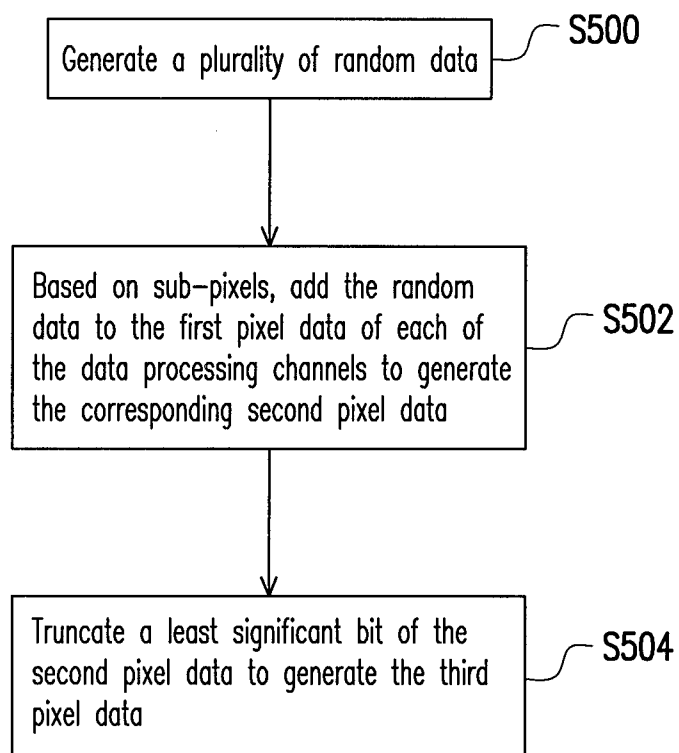 Generate a plurality of random data
S500
Based on sub-pixels, add the random
data to the first pixel data of each of
the data processing channels to generate
the corresponding second pixel data
S502
Truncate a least significant bit of the
second pixel data to generate the third
pixel data
S504